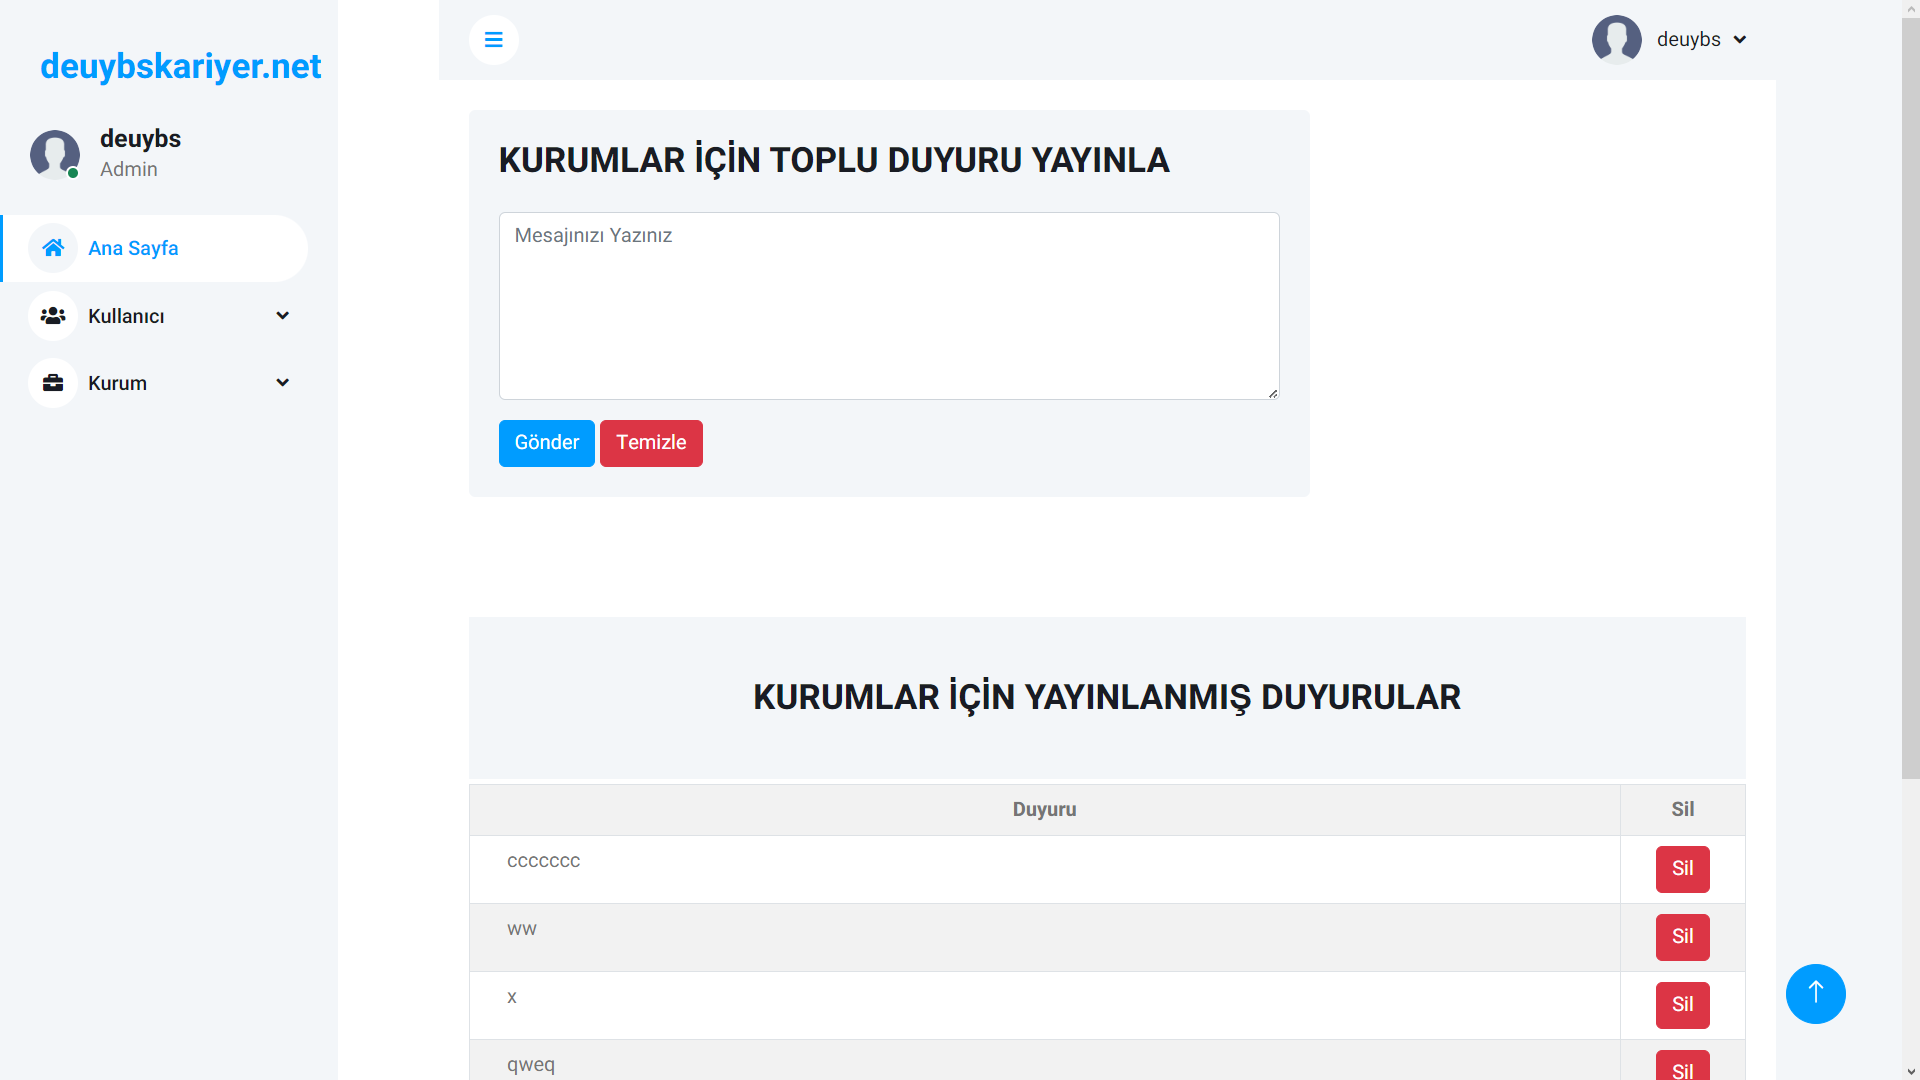 deuybskariyer.net
deuybs
Admin
Ana Sayfa
Kullanıcı
Kurum
deuybs
KURUMLAR İÇİN TOPLU DUYURU YAYINLA
Mesajınızı Yazınız
Gönder Temizle
KURUMLAR İÇİN YAYINLANMIŞ DUYURULAR
Duyuru Sil
ccccccc Sil
ww Sil
x Sil
qweq Sil